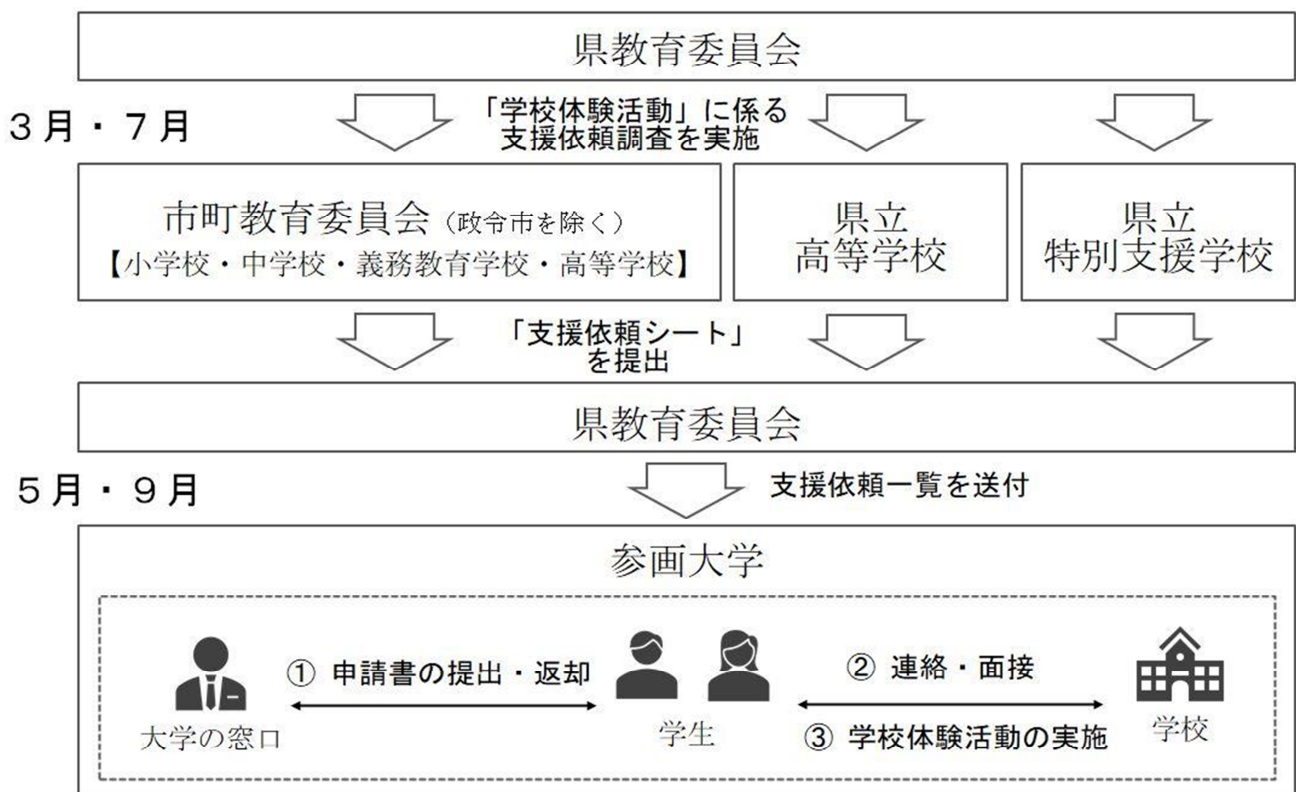 県教育委員会
3月・7月
「学校体験活動」に係る
支援依頼調査を実施
市町教育委員会(政令市を除く)
【小学校・中学校・義務教育学校・高等学校】
県立
高等学校
県立
特別支援学校
「支援依頼シート」
を提出
県教育委員会
5月・9月
支援依頼一覧を送付
参画大学
① 申請書の提出・返却
② 連絡・面接
大学の窓口
学生
③ 学校体験活動の実施
学校